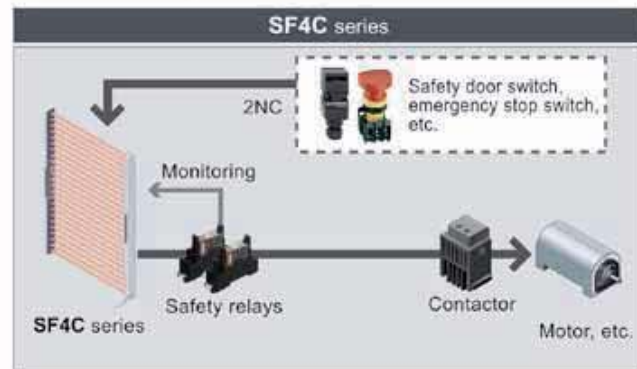 SF4C series
Safety door switch,
emergency stop switch,
etc.
2NC
Monitoring
Safety relays
SF4C series
Contactor
Motor, etc.